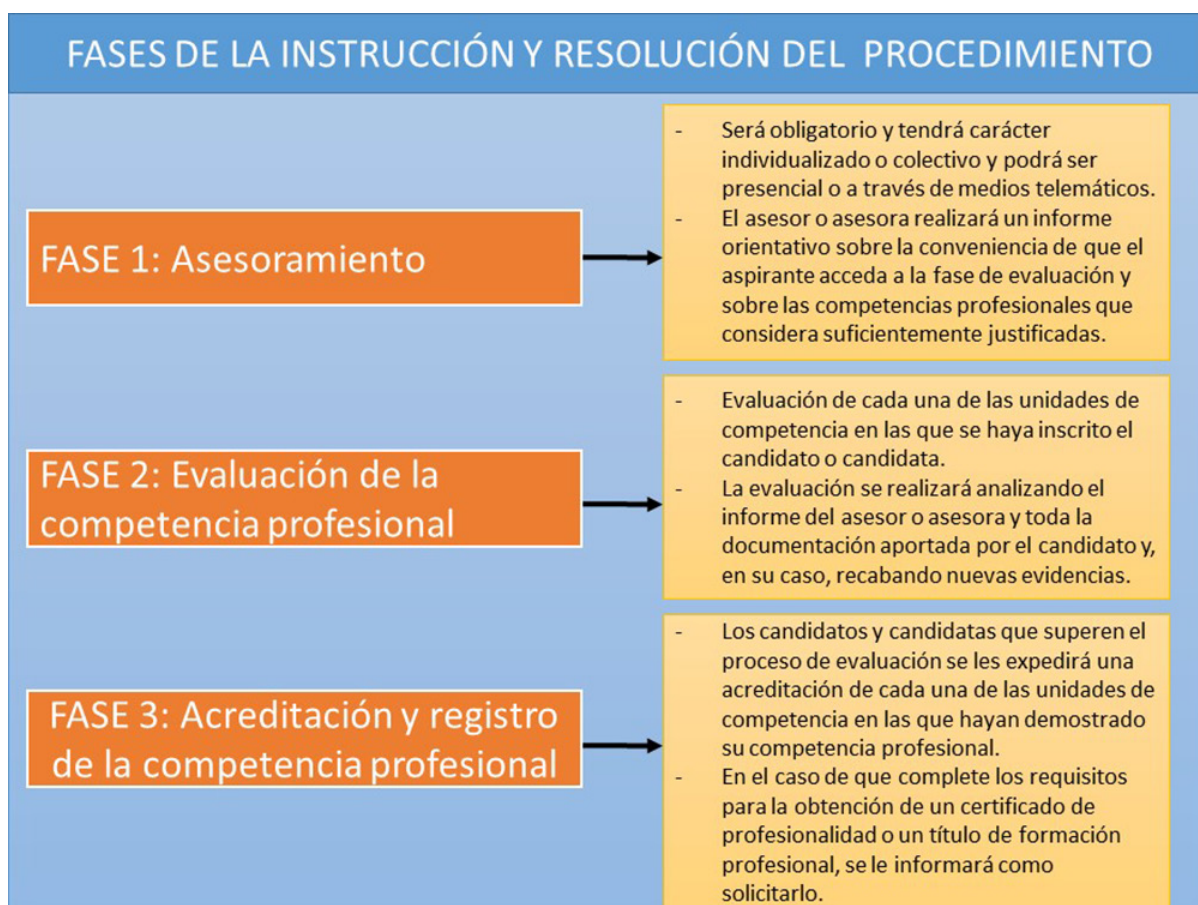 FASES DE LA INSTRUCCIÓN Y RESOLUCIÓN DEL PROCEDIMIENTO
FASE 1: Asesoramiento
- Será obligatorio y tendrá carácter
individualizado o colectivo y podrá ser
presencial o a través de medios telemáticos.
- El asesor o asesora realizará un informe
orientativo sobre la conveniencia de que el
aspirante acceda a la fase de evaluación y
sobre las competencias profesionales que
considera suficientemente justificadas.
FASE 2: Evaluación de la
competencia profesional
- Evaluación de cada una de las unidades de
competencia en las que se haya inscrito el
candidato o candidata.
- La evaluación se realizará analizando el
informe del asesor o asesora y toda la
documentación aportada por el candidato y,
en su caso, recabando nuevas evidencias.
FASE 3: Acreditación y registro
de la competencia profesional
- Los candidatos y candidatas que superen el
proceso de evaluación se les expedirá una
acreditación de cada una de las unidades de
competencia en las que hayan demostrado
su competencia profesional.
- En el caso de que complete los requisitos
para la obtención de un certificado de
profesionalidad o un título de formación
profesional, se le informará como
solicitarlo.